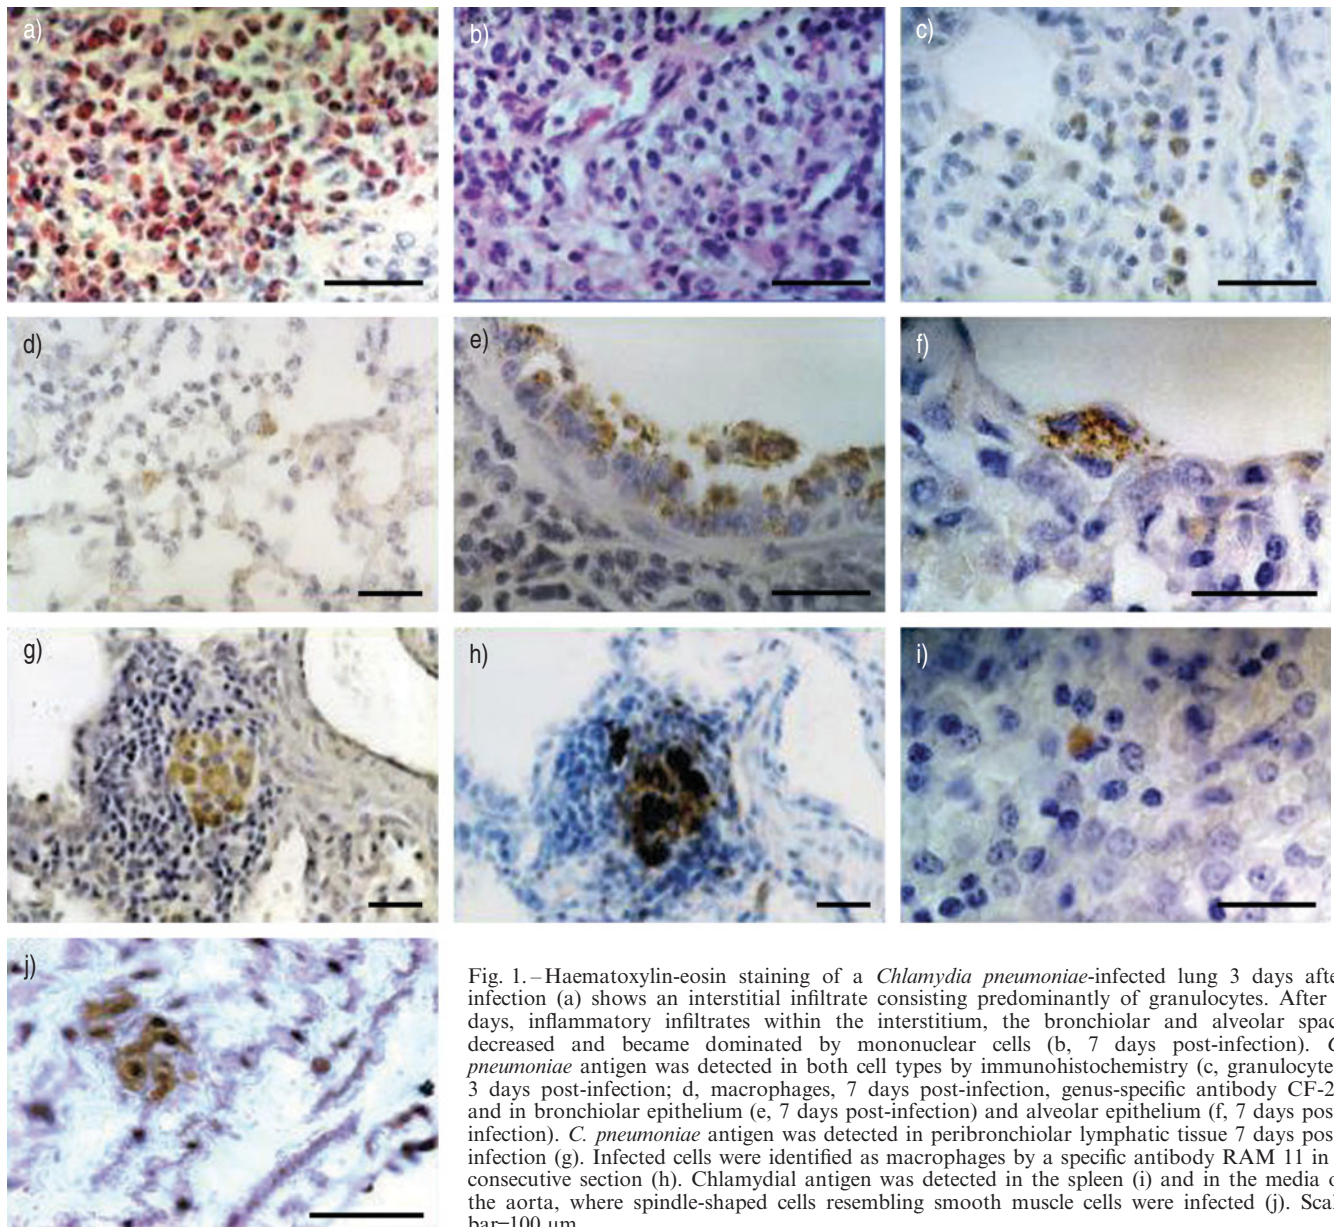 a)
b)
c)
d)
e)
f)
g)
h)
i)
j)
Fig. 1. – Haematoxylin-eosin staining of a Chlamydia pneumoniae-infected lung 3 days afte
infection (a) shows an interstitial infiltrate consisting predominantly of granulocytes. After
days, inflammatory infiltrates within the interstitium, the bronchiolar and alveolar spac
decreased and became dominated by mononuclear cells (b, 7 days post-infection). C
pneumoniae antigen was detected in both cell types by immunohistochemistry (c, granulocyte
3 days post-infection; d, macrophages, 7 days post-infection, genus-specific antibody CF-2
and in bronchiolar epithelium (e, 7 days post-infection) and alveolar epithelium (f, 7 days pos
infection). C. pneumoniae antigen was detected in peribronchiolar lymphatic tissue 7 days pos
infection (g). Infected cells were identified as macrophages by a specific antibody RAM 11 in
consecutive section (h). Chlamydial antigen was detected in the spleen (i) and in the media o
the aorta, where spindle-shaped cells resembling smooth muscle cells were infected (j). Scal
bar=100 μm